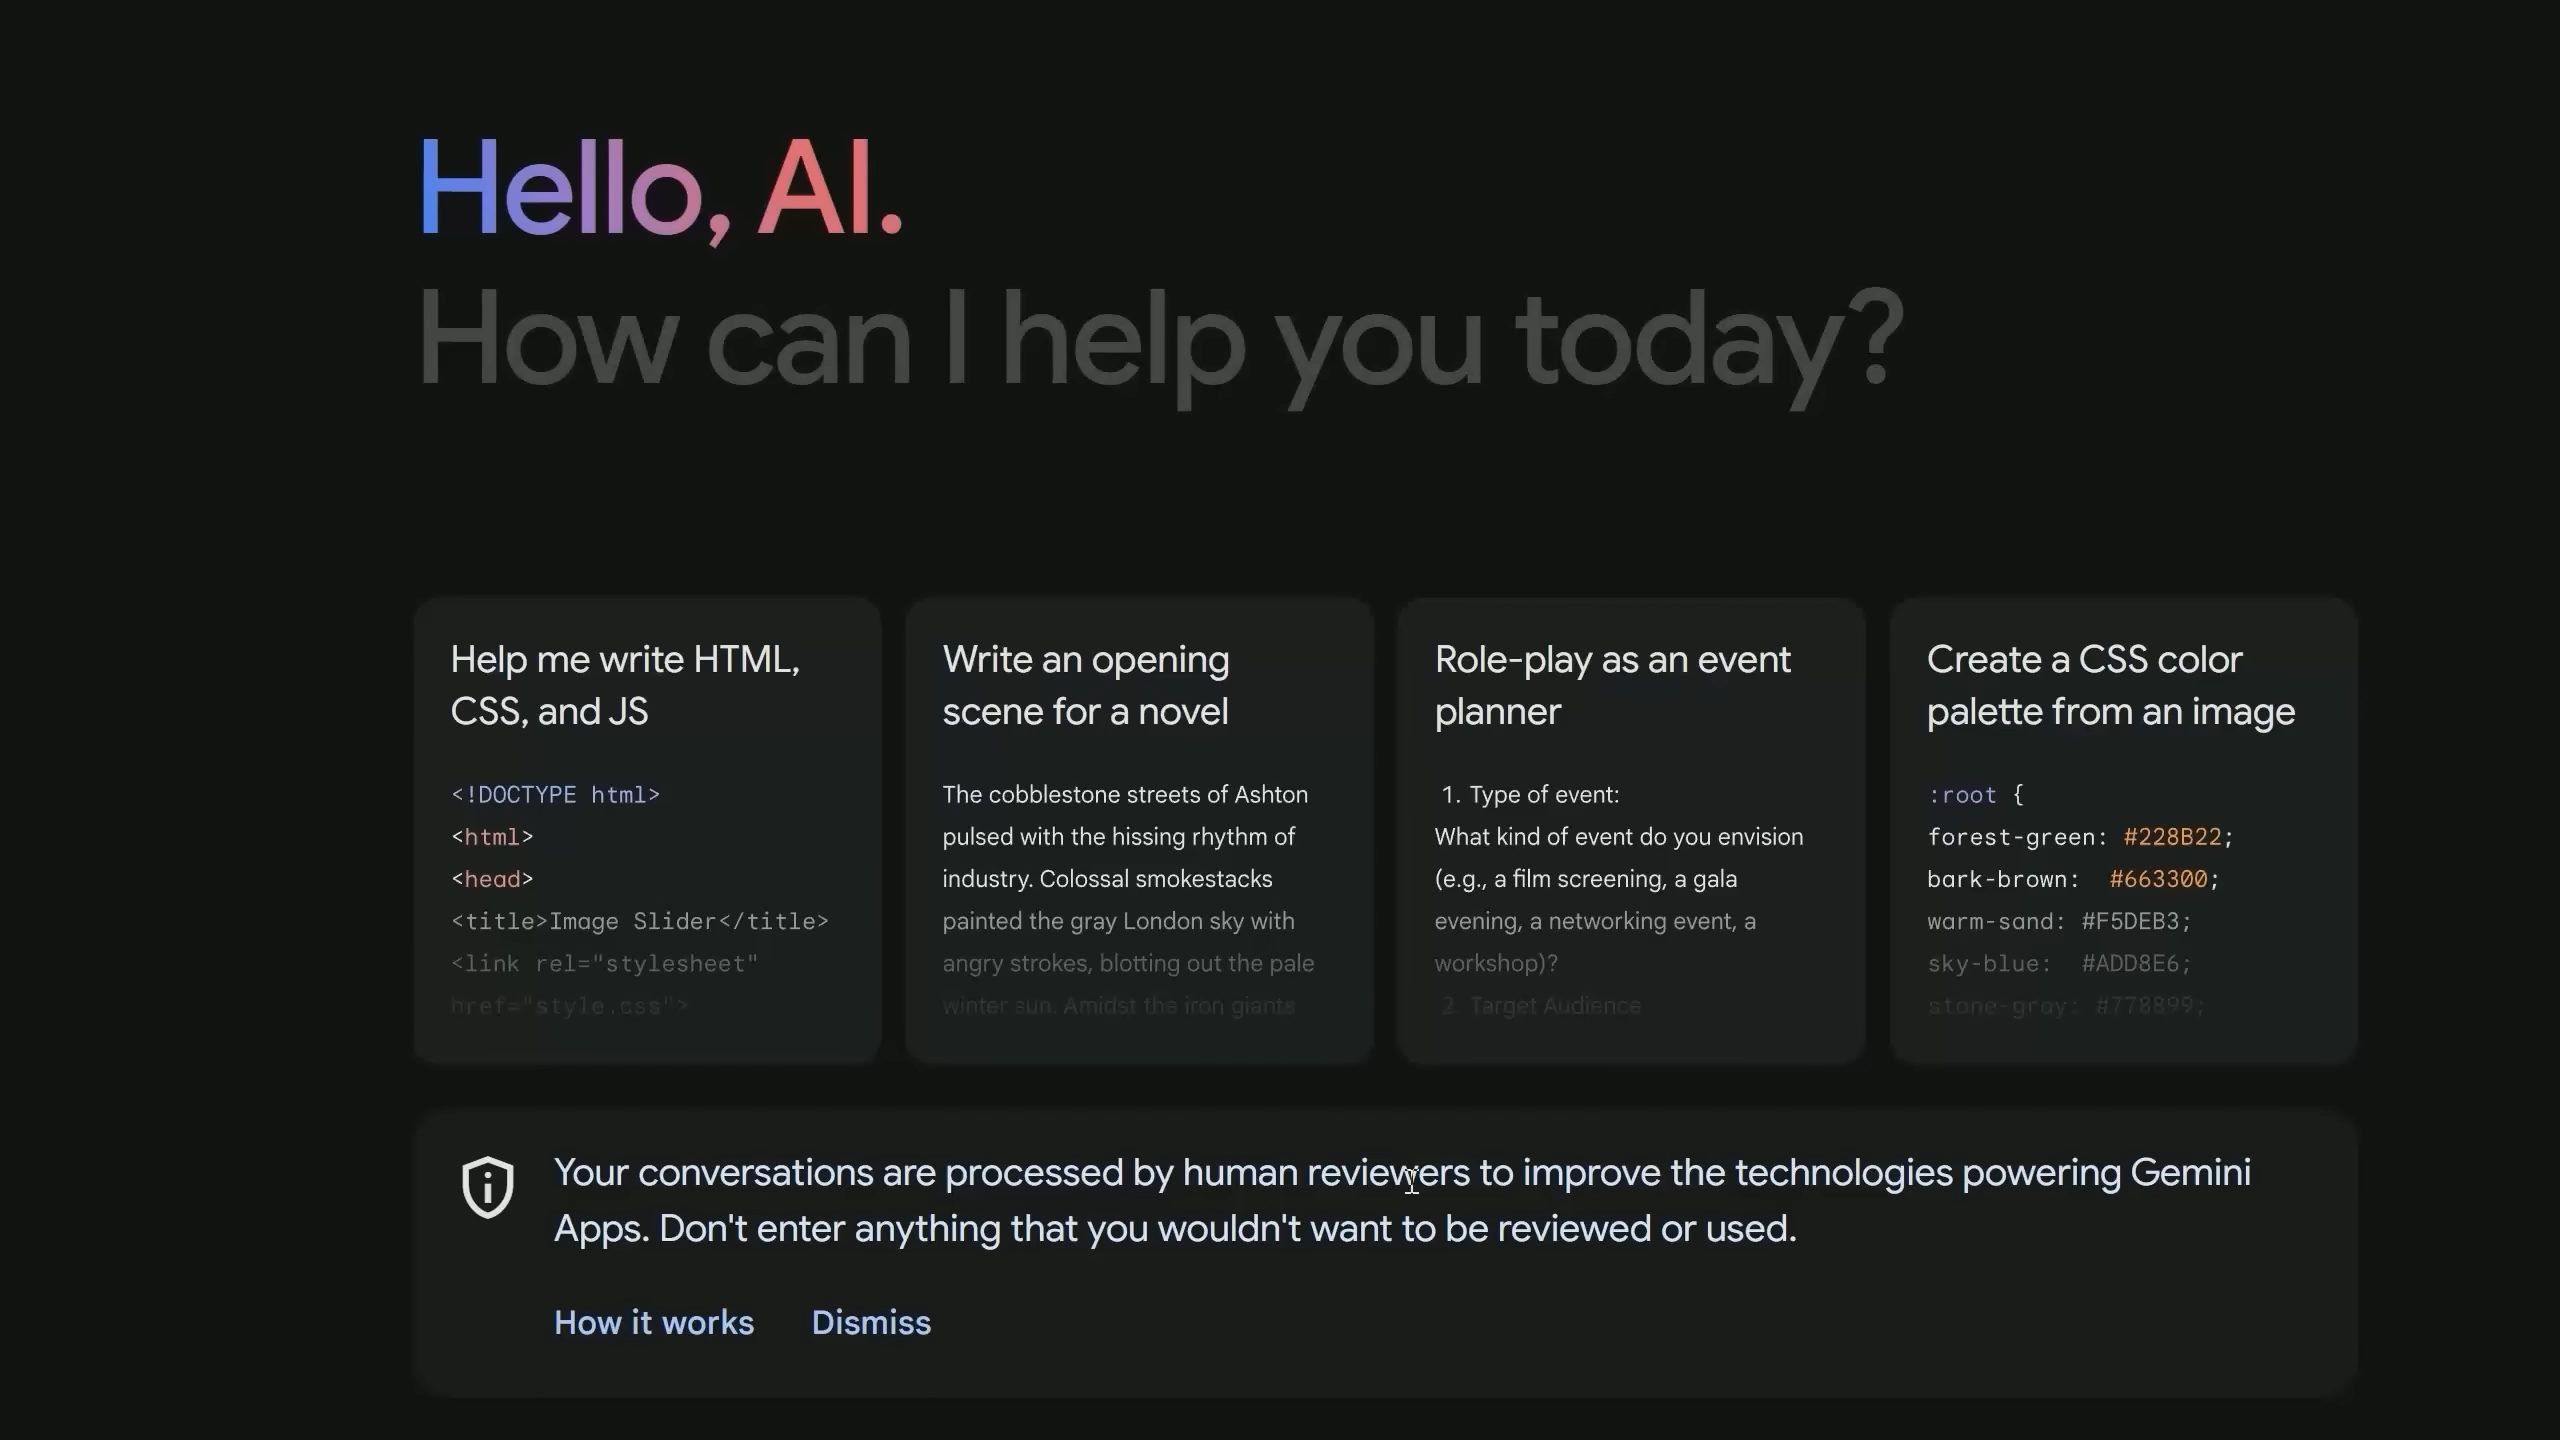 Hello, AI.
How can I help you today?
Help me write HTML,
CSS, and JS
<!DOCTYPE html>
<html>
<head>
<title>Image Slider</title>
<link rel="stylesheet"
href="style.css">
Write an opening
scene for a novel
The cobblestone streets of Ashton
pulsed with the hissing rhythm of
industry. Colossal smokestacks
painted the gray London sky with
angry strokes, blotting out the pale
winter sun. Amidst the iron giants
Role-play as an event
planner
1. Type of event:
What kind of event do you envision
(e.g., a film screening, a gala
evening, a networking event, a
workshop)?
2. Target Audience
Create a CSS color
palette from an image
:root {
forest-green: #228B22;
bark-brown: #663300;
warm-sand: #F5DEB3;
sky-blue: #ADD8E6;
stone-gray: #778899;
Your conversations are processed by human reviewers to improve the technologies powering Gemini
Apps. Don't enter anything that you wouldn't want to be reviewed or used.
How it works Dismiss